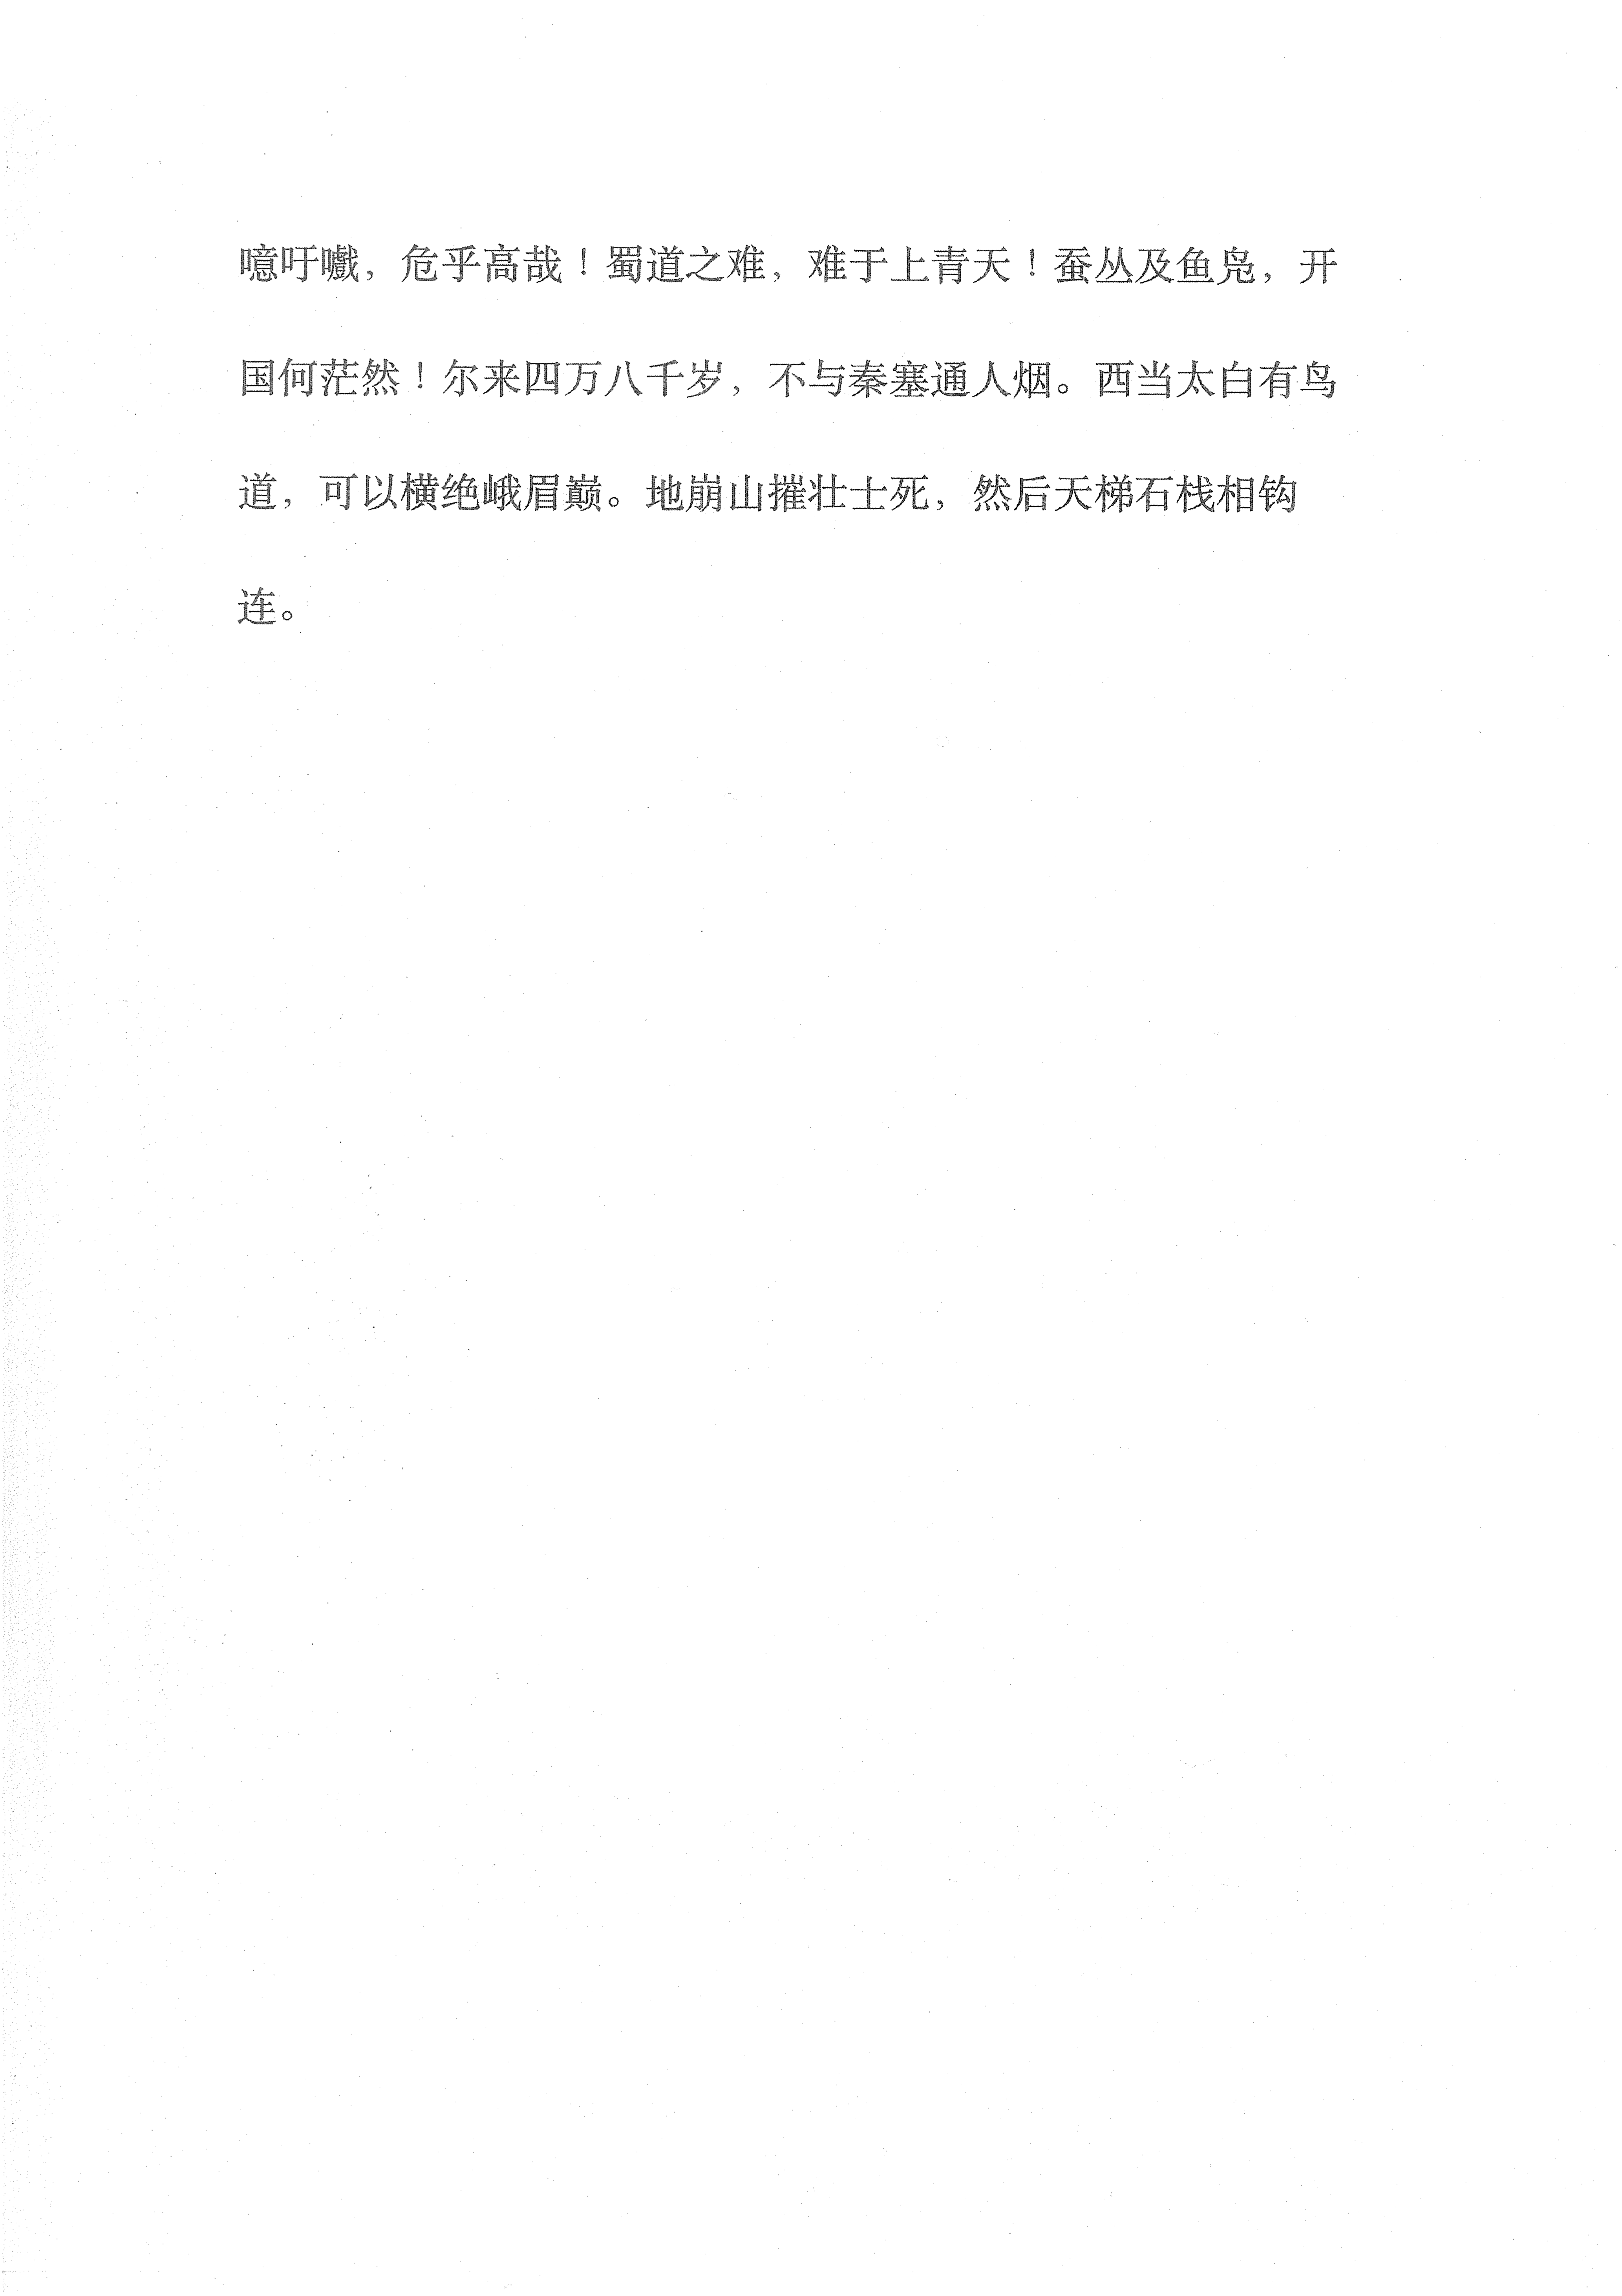 噫吁嚱，危乎高哉！蜀道之难，难于上青天！蚕丛及鱼凫，开
国何茫然！尔来四万八千岁，不与秦塞通人烟。西当太白有鸟
道，可以横绝峨眉巅。地崩山摧壮士死，然后天梯石栈相钩
连。